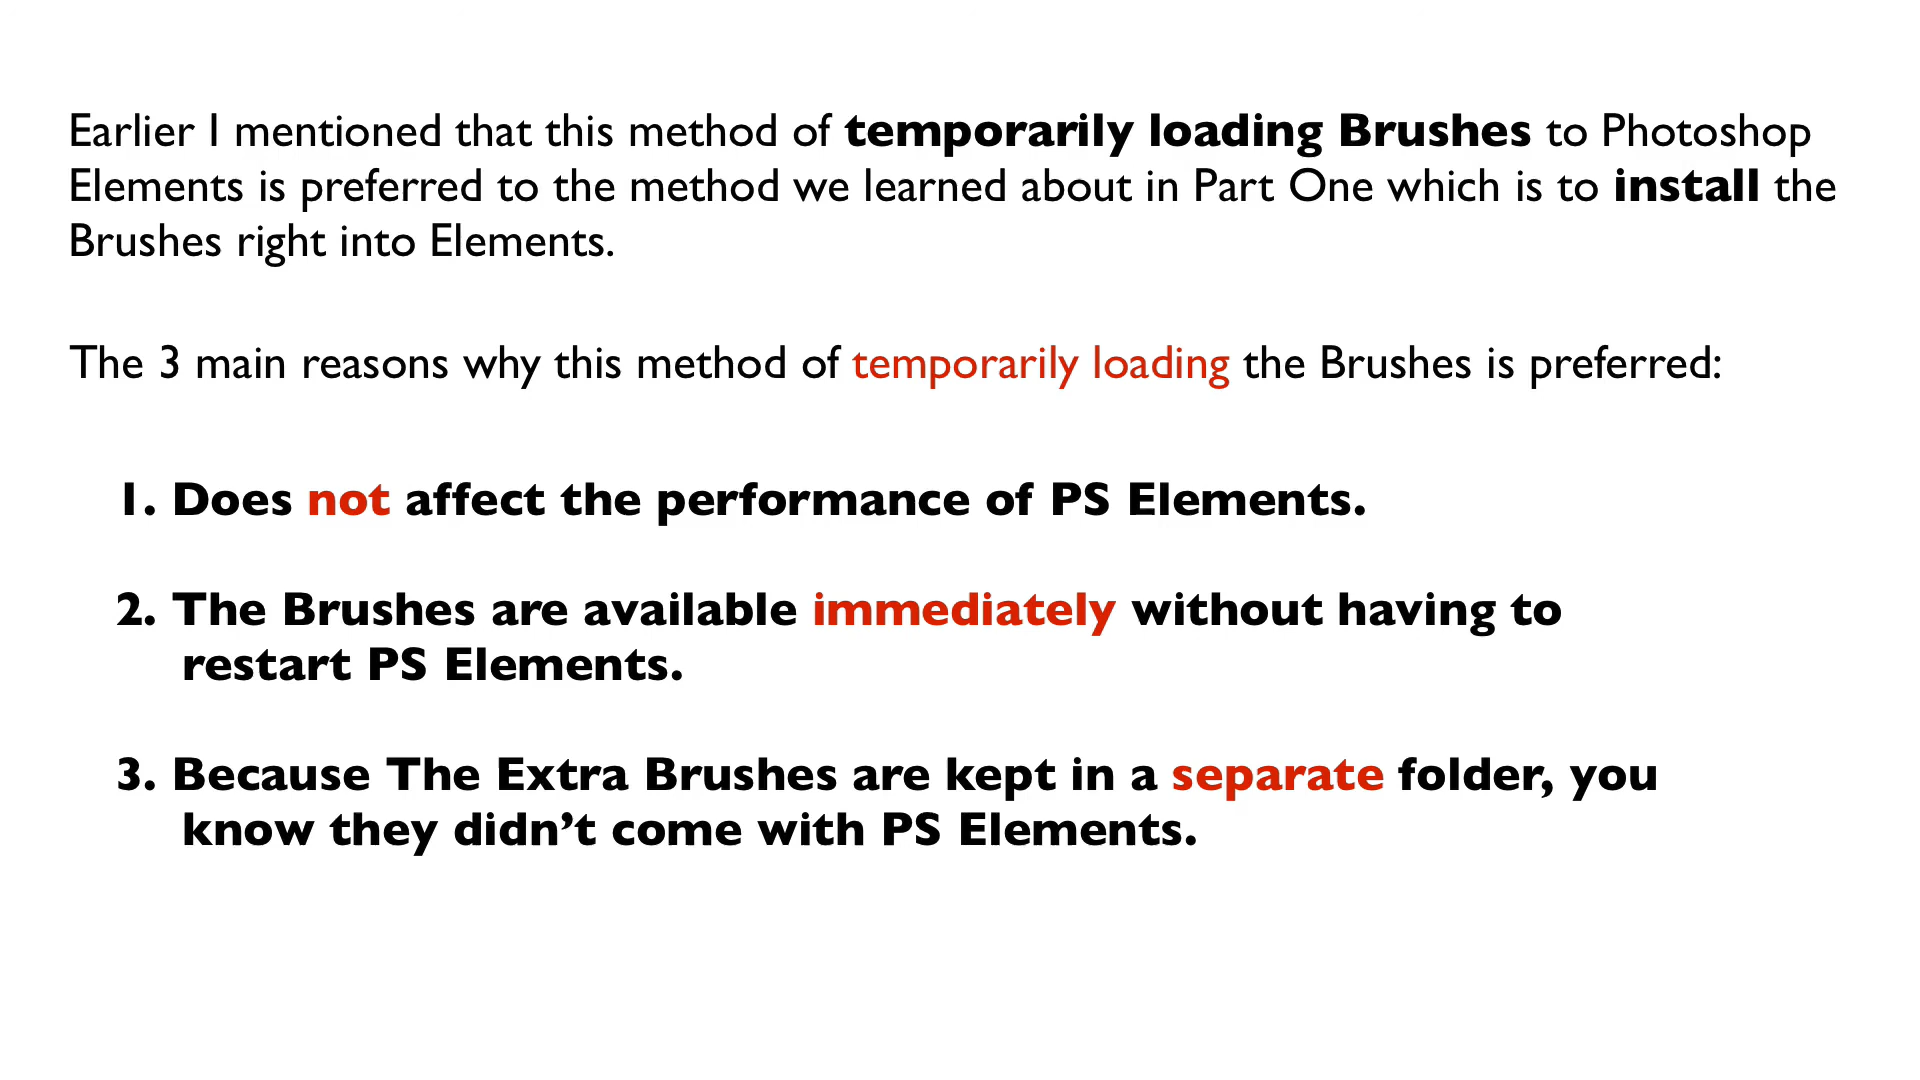 Earlier I mentioned that this method of temporarily loading Brushes to Photoshop
Elements is preferred to the method we learned about in Part One which is to install the
Brushes right into Elements.
The 3 main reasons why this method of temporarily loading the Brushes is preferred:
1. Does not affect the performance of PS Elements.
2. The Brushes are available immediately without having to
restart PS Elements.
3. Because The Extra Brushes are kept in a separate folder, you
know they didn’t come with PS Elements.